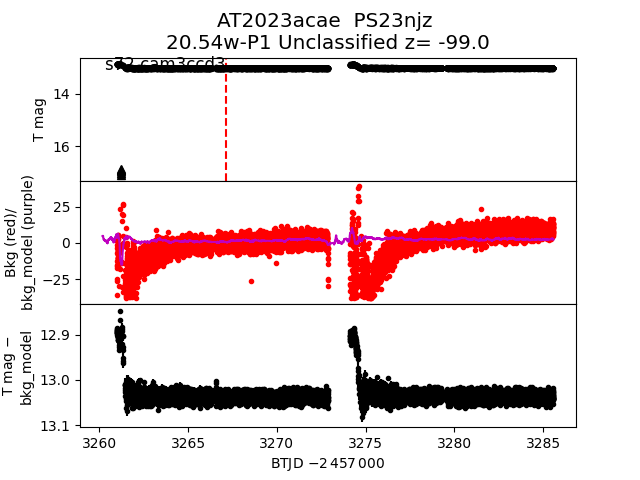 AT2023acae  PS23njz
20.54w-P1 Unclassified z= -99.0
s72 cam3ccd3
T mag
14
16
Bkg (red)/
bkg_model (purple)
25
0
−25
T mag −
bkg_model
12.9
13.0
13.1
3260
3265
3270
3275
3280
3285
BTJD −2 457 000